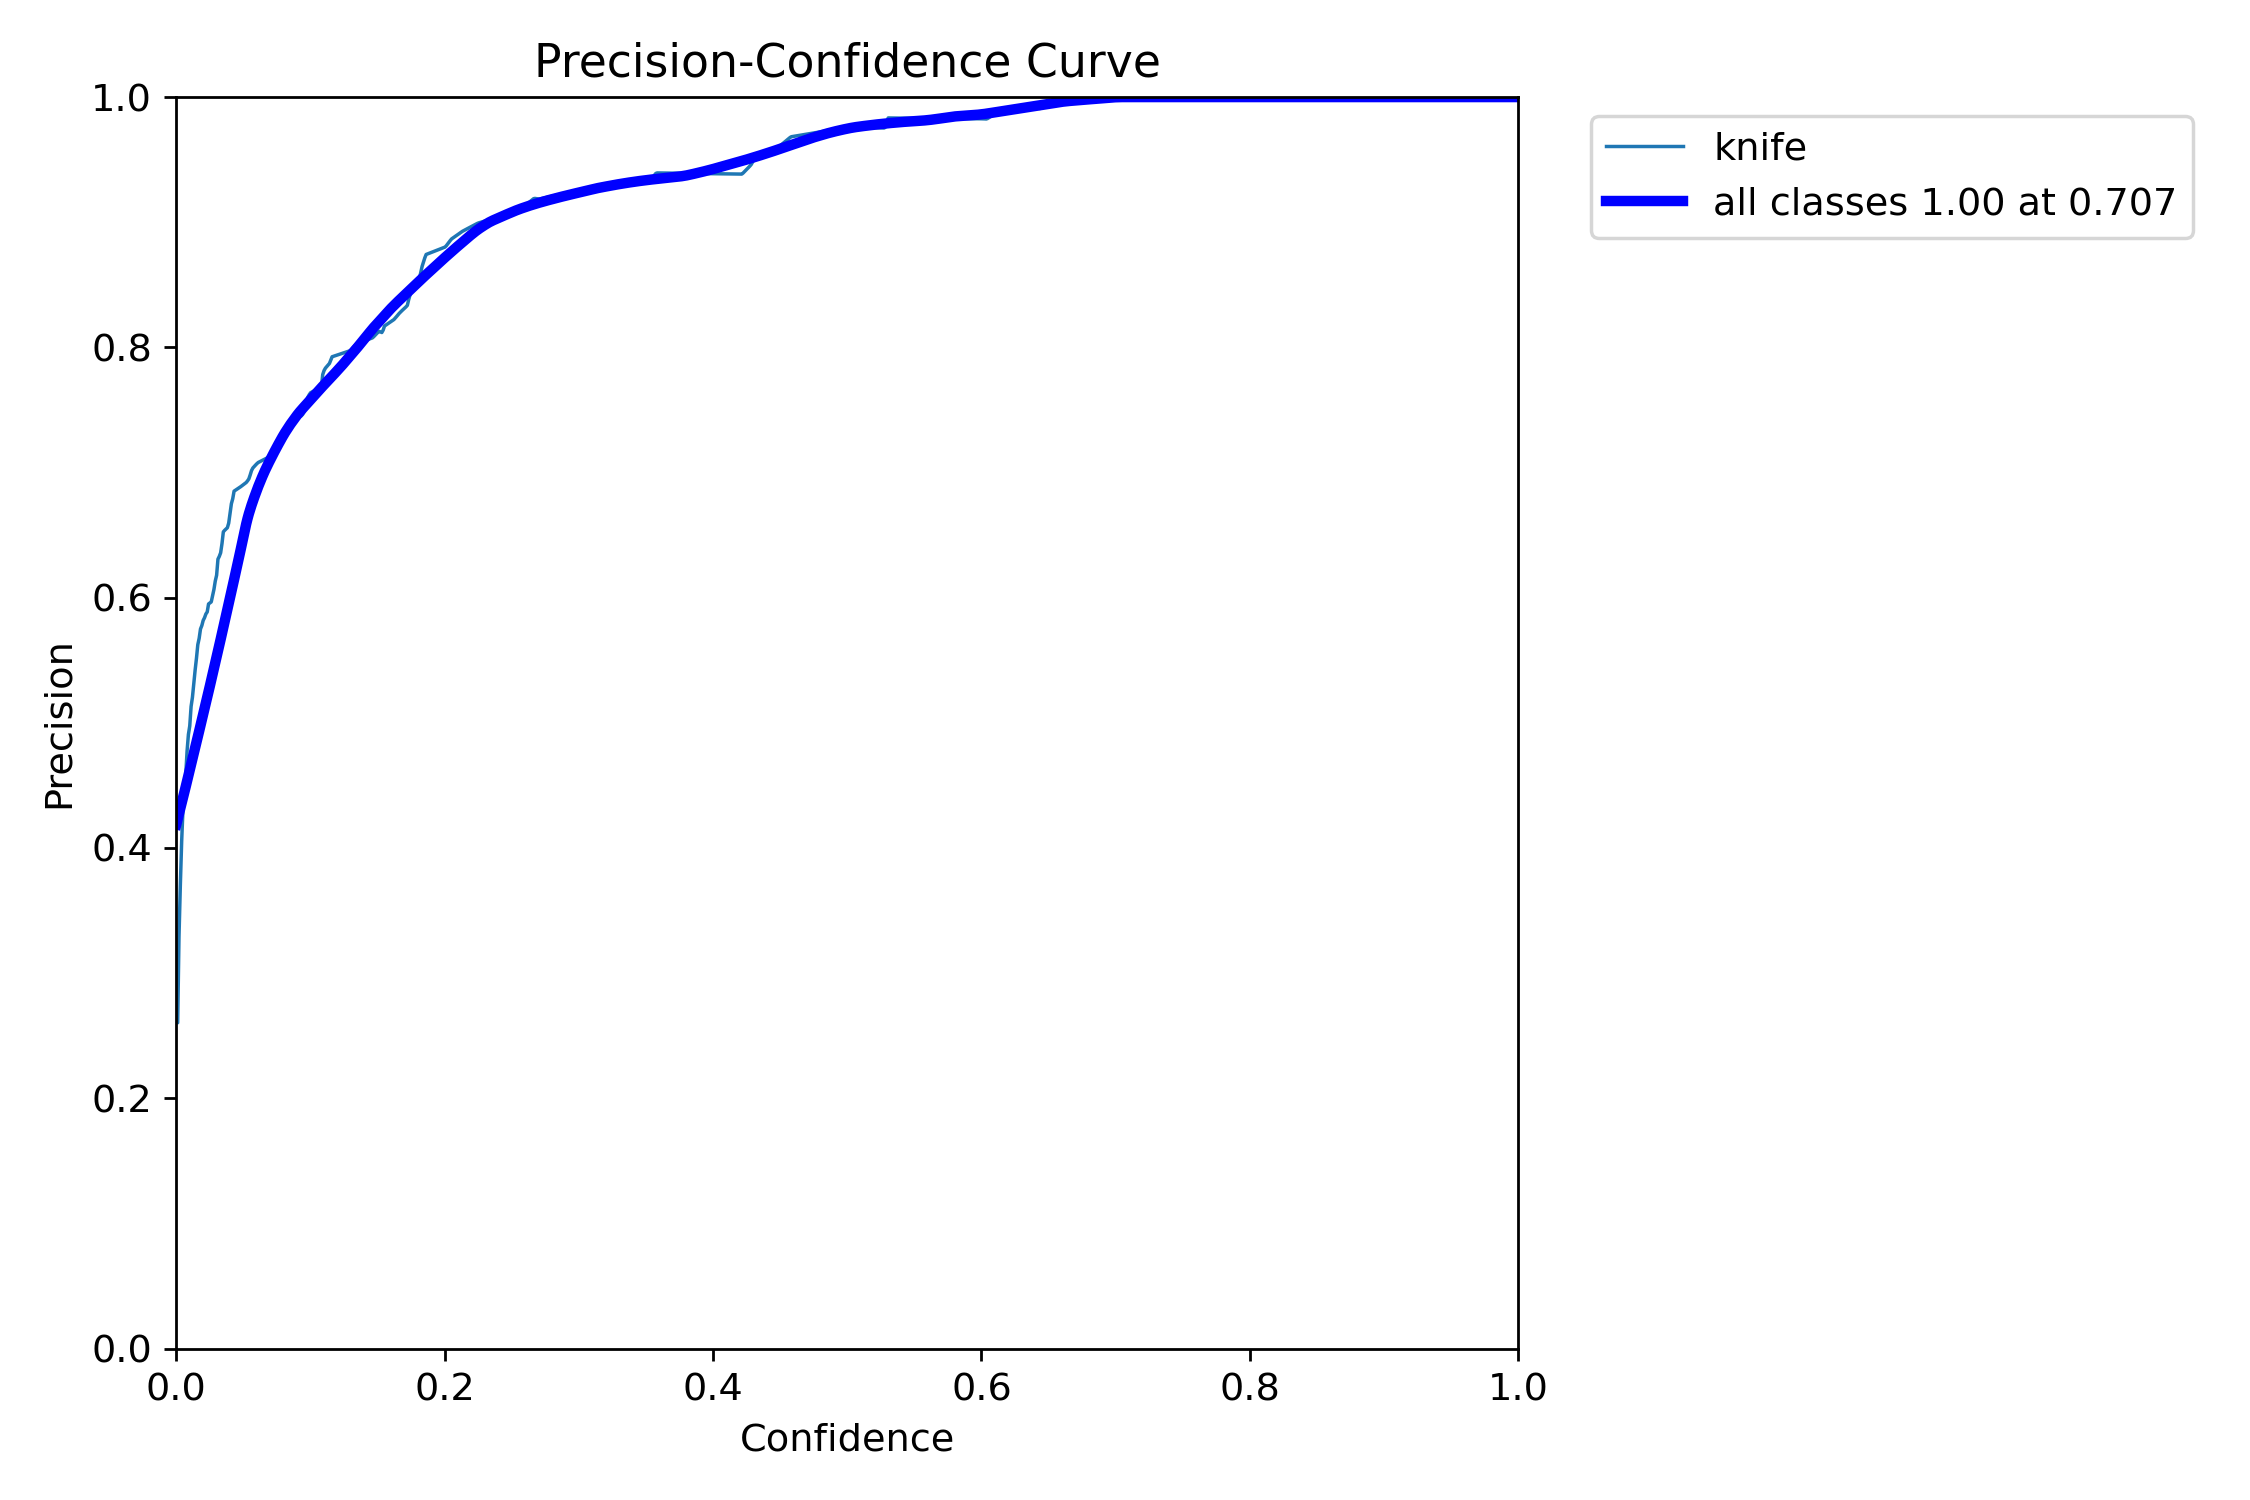 Precision-Confidence Curve
1.0
0.8
0.6
0.4
0.2
0.0
Precision
0.0 0.2 0.4 0.6 0.8 1.0
Confidence
knife
all classes 1.00 at 0.707